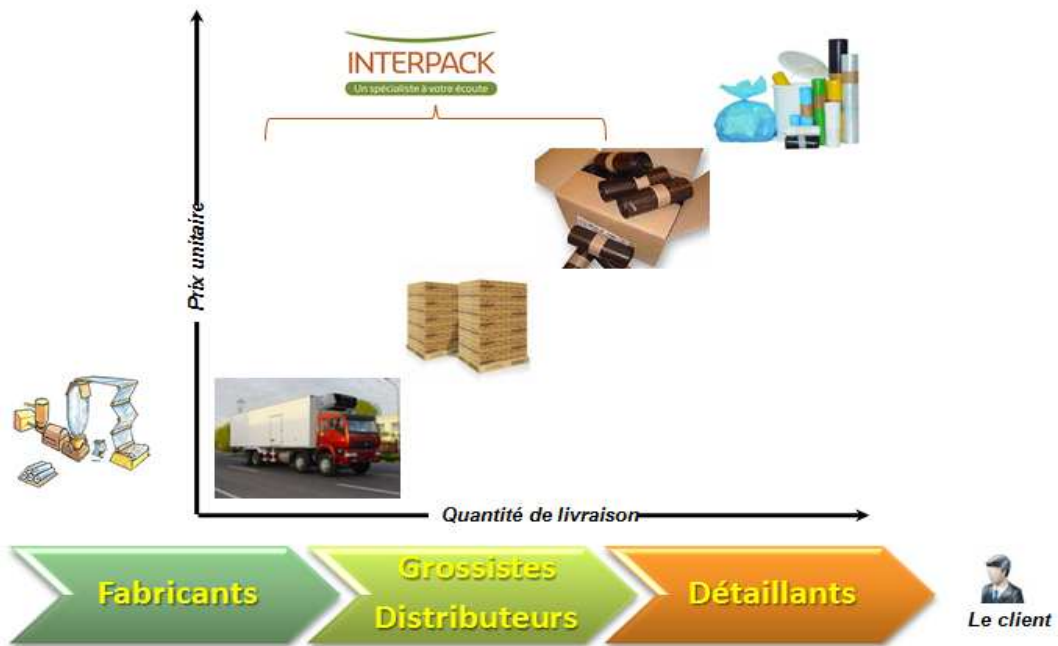 INTERPACK
Un spécialiste à votre écoute
Prix unitaire
Quantité de livraison
Fabricants
Grossistes
Distributeurs
Détaillants
Le client